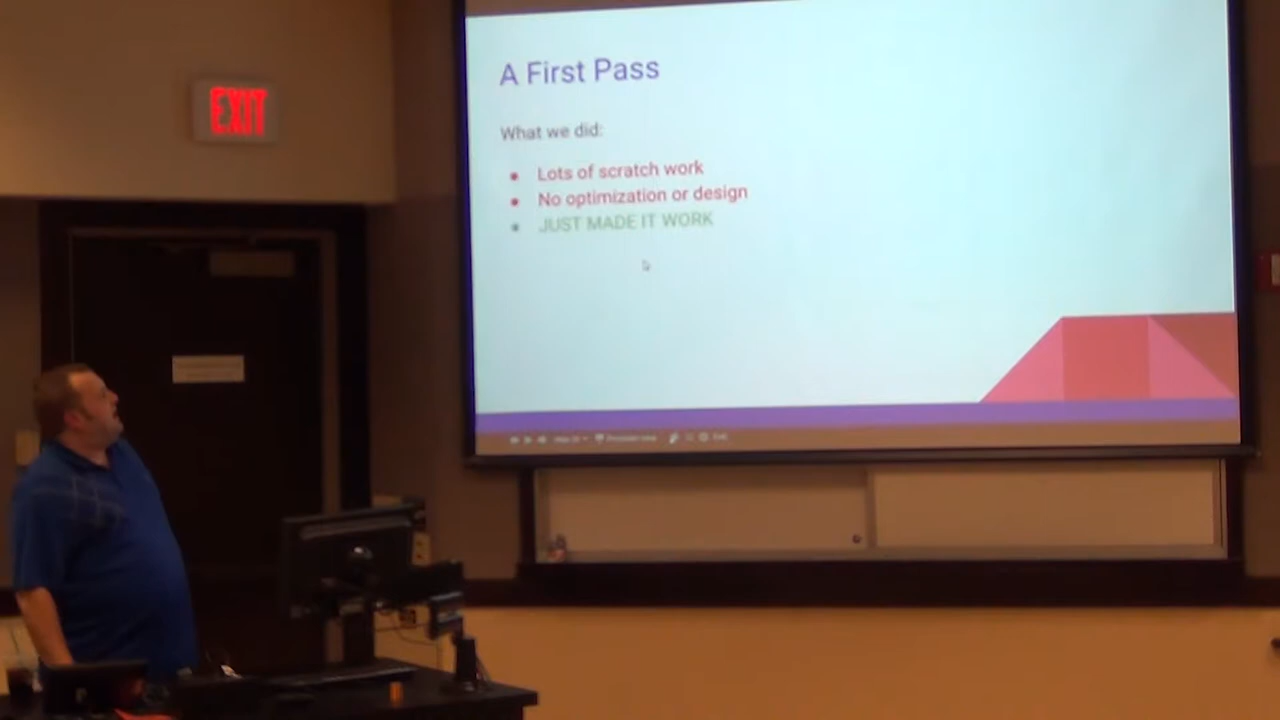 EXIT
A First Pass
What we did:
Lots of scratch work
No optimization or design
JUST MADE IT WORK